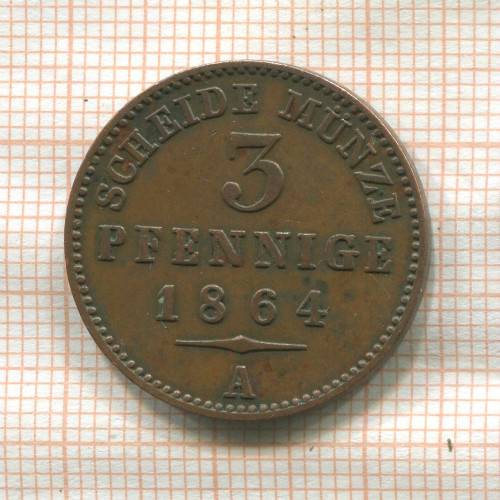 SCHEIDE MÜNZE
3
PFENNIGE
1864
A